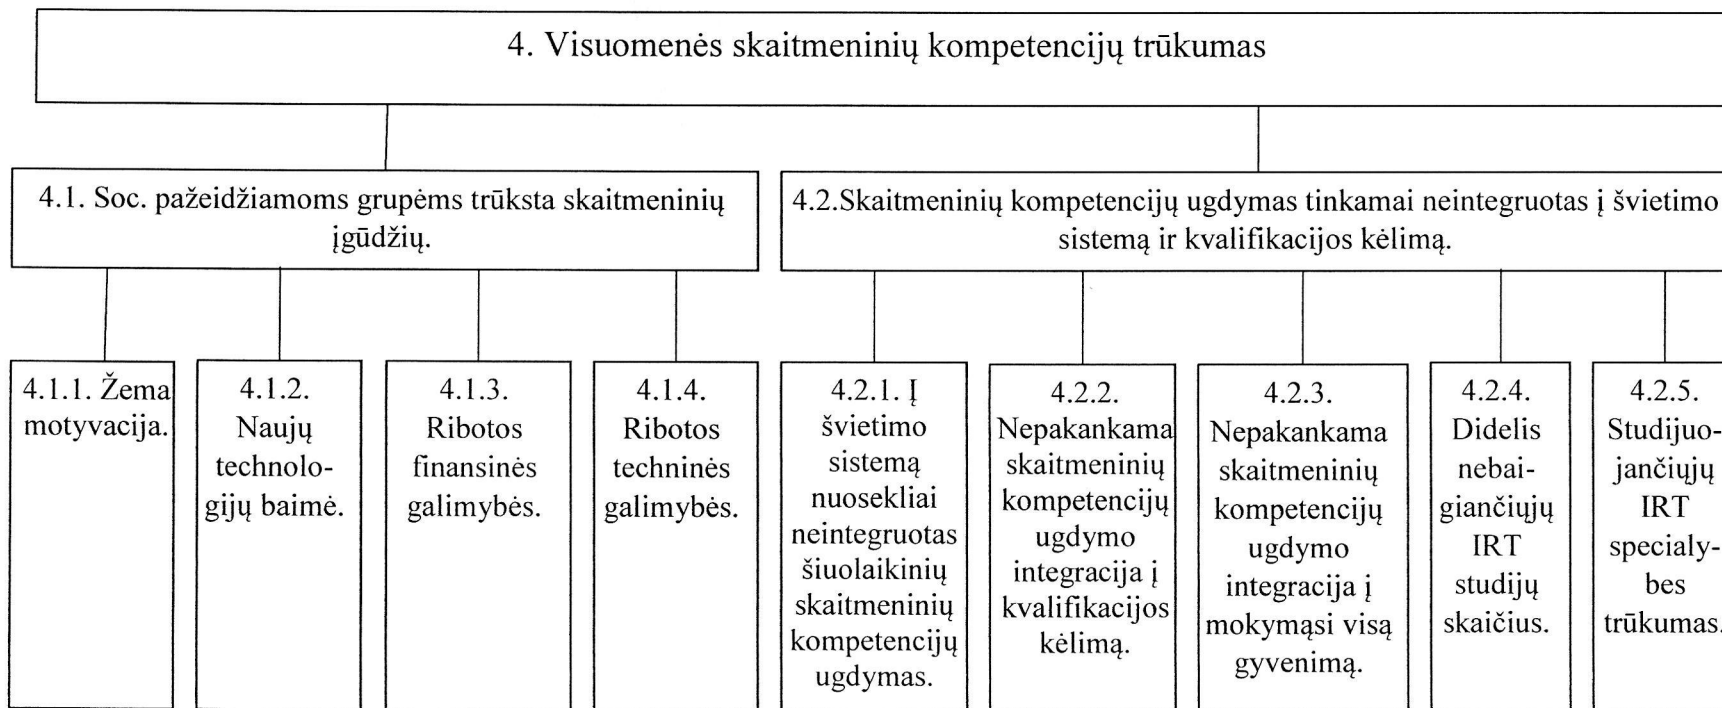 4. Visuomenės skaitmeninių kompetencijų trūkumas
4.1. Soc. pažeidžiamoms grupėms trūksta skaitmeninių
įgūdžių.
4.2.Skaitmeninių kompetencijų ugdymas tinkamai neintegruotas į švietimo
sistemą ir kvalifikacijos kėlimą.
4.1.1. Žema
motyvacija.
4.1.2.
Naujų
technolo-
gijų baimė.
4.1.3.
Ribotos
finansinės
galimybės.
4.1.4.
Ribotos
techninės
galimybės.
4.2.1. Į
švietimo
sistemą
nuosekliai
neintegruotas
šiuolaikinių
skaitmeninių
kompetencijų
ugdymas.
4.2.2.
Nepakankama
skaitmeninių
kompetencijų
ugdymo
integracija į
kvalifikacijos
kėlimą.
4.2.3.
Nepakankama
skaitmeninių
kompetencijų
ugdymo
integracija į
mokymąsi visą
gyvenimą.
4.2.4.
Didelis
nebai-
giančiųjų
IRT
studijų
skaičius.
4.2.5.
Studijuo-
jančiųjų
IRT
specialy-
bes
trūkumas.